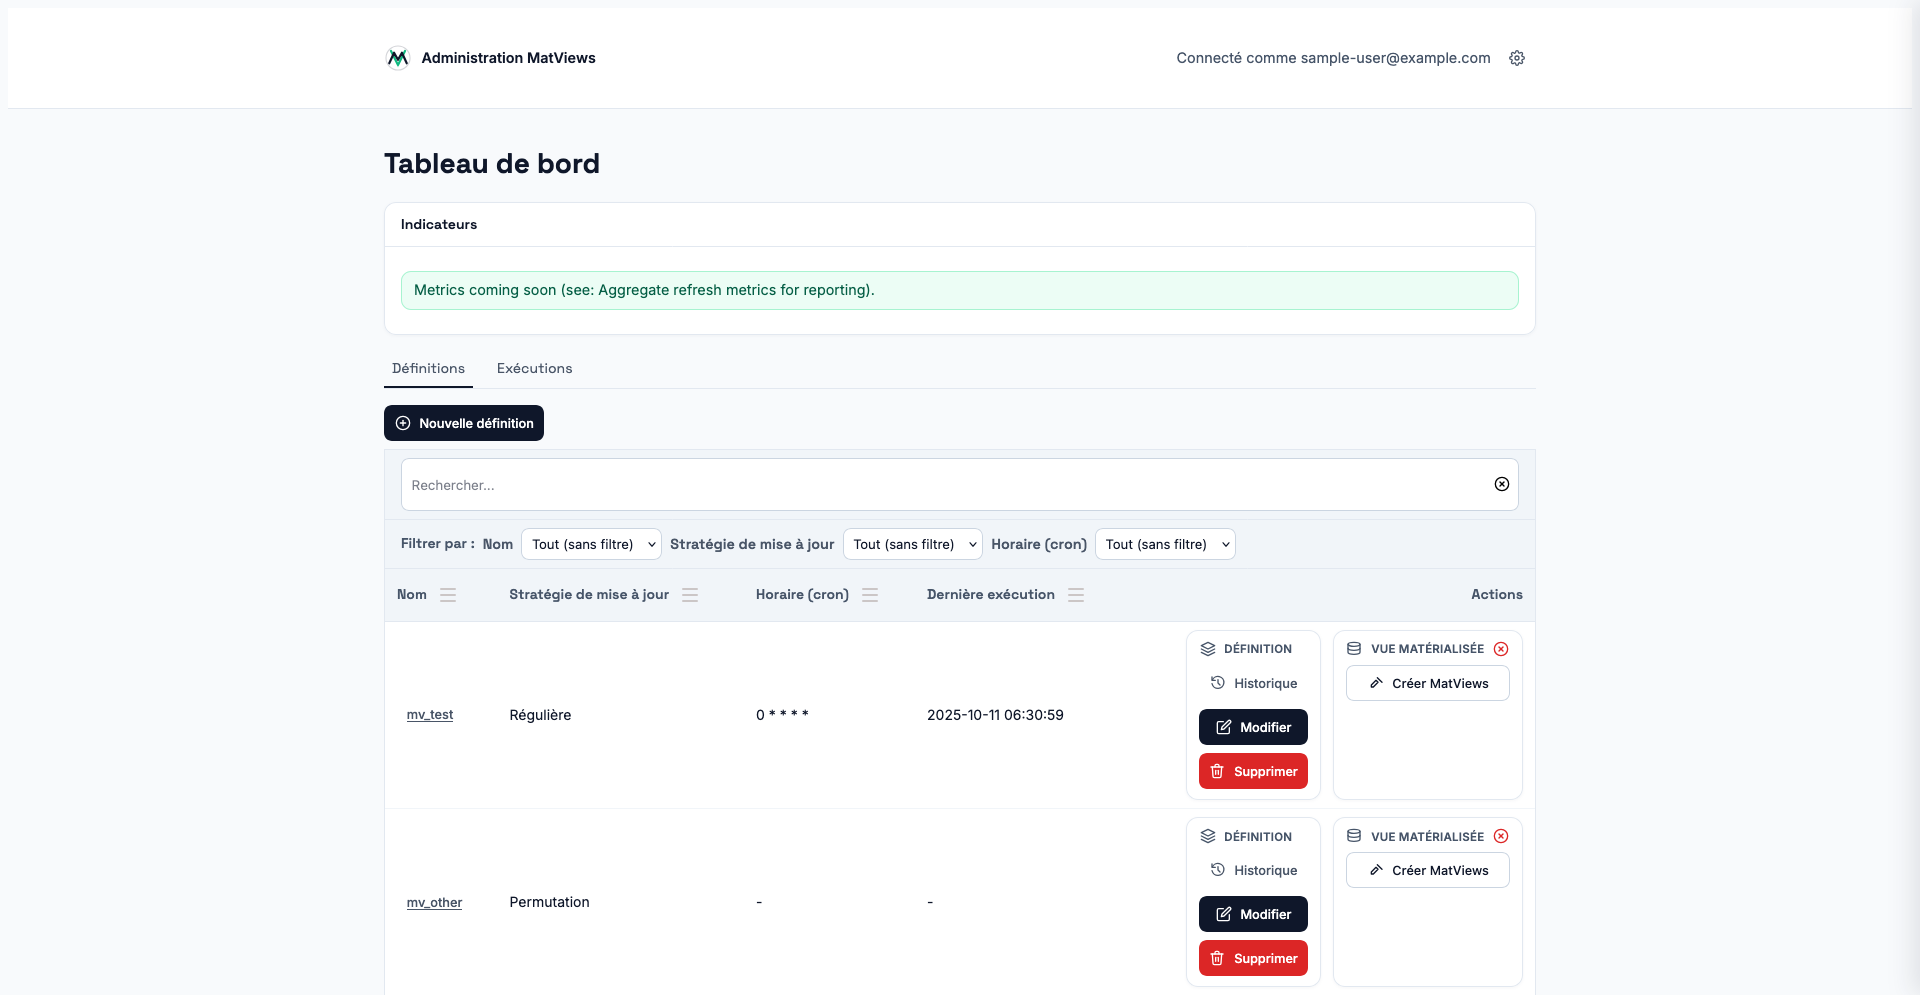 Administration MatViews
Connecté comme sample-user@example.com
Tableau de bord
Indicateurs
Metrics coming soon (see: Aggregate refresh metrics for reporting).
Définitions Exécutions
Nouvelle définition
Rechercher...
Filtrer par : Nom Tout (sans filtre) Stratégie de mise à jour Tout (sans filtre) Horaire (cron) Tout (sans filtre)
Nom Stratégie de mise à jour Horaire (cron) Dernière exécution Actions
DÉFINITION VUE MATÉRIALISÉE
Historique Créer MatViews
mv_test Régulière 0 * * * * 2025-10-11 06:30:59
Modifier
Supprimer
DÉFINITION VUE MATÉRIALISÉE
Historique Créer MatViews
mv_other Permutation - -
Modifier
Supprimer